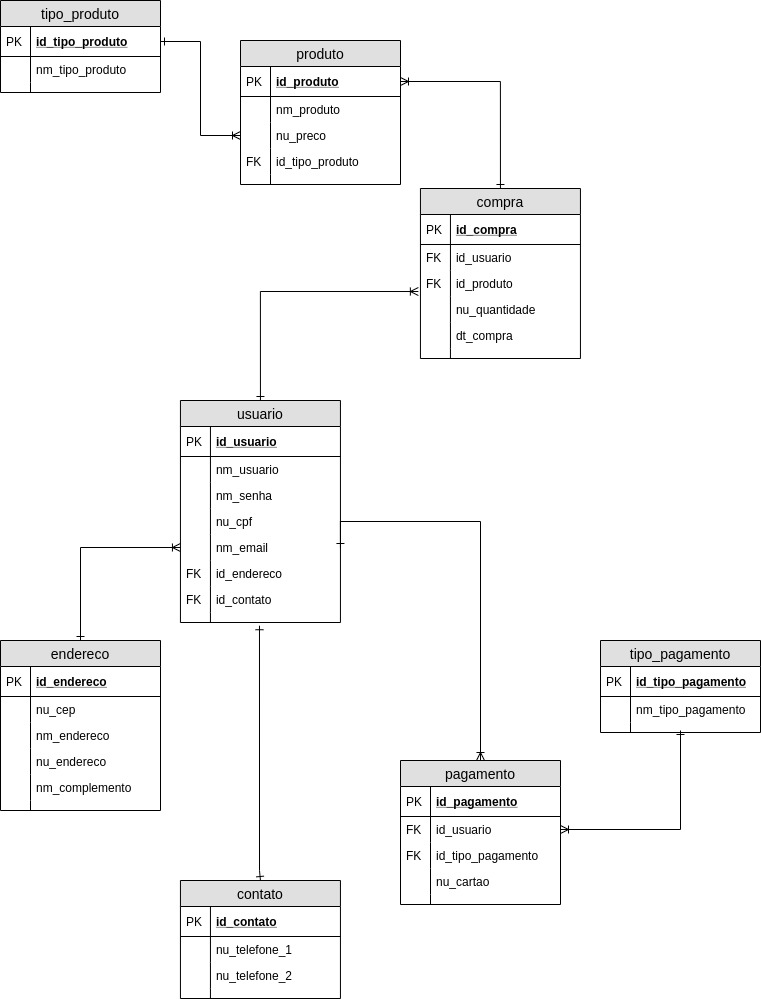 tipo_produto
PK id_tipo_produto
nm_tipo_produto
produto
PK id_produto
nm_produto
nu_preco
FK id_tipo_produto
compra
PK id_compra
FK id_usuario
FK id_produto
nu_quantidade
dt_compra
usuario
PK id_usuario
nm_usuario
nm_senha
nu_cpf
nm_email
FK id_endereco
FK id_contato
endereco
PK id_endereco
nu_cep
nm_endereco
nu_endereco
nm_complemento
tipo_pagamento
PK id_tipo_pagamento
nm_tipo_pagamento
pagamento
PK id_pagamento
FK id_usuario
FK id_tipo_pagamento
nu_cartao
contato
PK id_contato
nu_telefone_1
nu_telefone_2